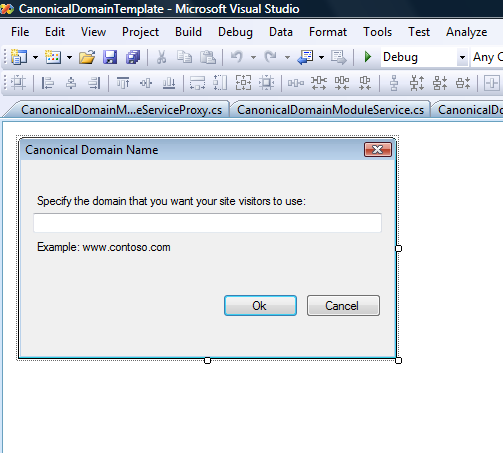 CanonicalDomainTemplate - Microsoft Visual Studio
File Edit View Project Build Debug Data Format Tools Test Analyze
Debug Any C
CanonicalDomainM...eServiceProxy.cs CanonicalDomainModuleService.cs CanonicalDo
Canonical Domain Name
Specify the domain that you want your site visitors to use:
Example: www.contoso.com
Ok Cancel